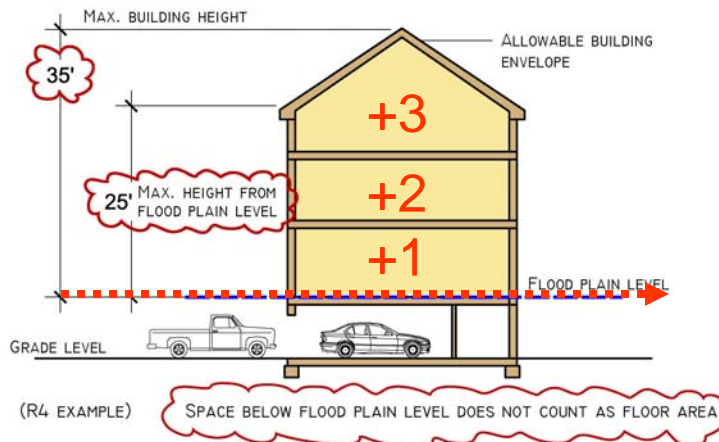 MAX. BUILDING HEIGHT
ALLOWABLE BUILDING
ENVELOPE
35'
+3
25'
MAX. HEIGHT FROM
FLOOD PLAIN LEVEL
+2
+1
FLOOD PLAIN LEVEL
GRADE LEVEL
(R4 EXAMPLE)
SPACE BELOW FLOOD PLAIN LEVEL DOES NOT COUNT AS FLOOR AREA